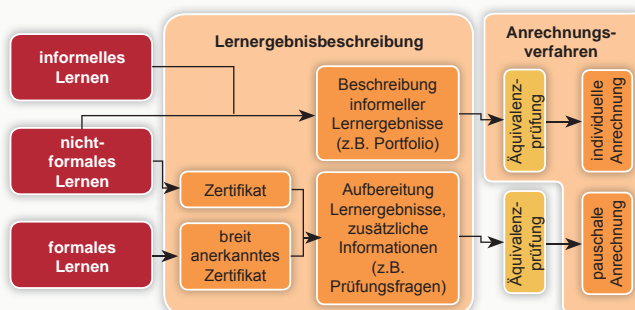 Lernergebnisbeschreibung
Anrechnungs-
verfahren
informelles
Lernen
nicht-
formales
Lernen
formales
Lernen
Zertifikat
breit
anerkanntes
Zertifikat
Beschreibung
informeller
Lernergebnisse
(z.B. Portfolio)
Aufbereitung
Lernergebnisse,
zusätzliche
Informationen
(z.B.
Prüfungsfragen)
Äquivalenz-
prüfung
individuelle
Anrechnung
Äquivalenz-
prüfung
pauschale
Anrechnung